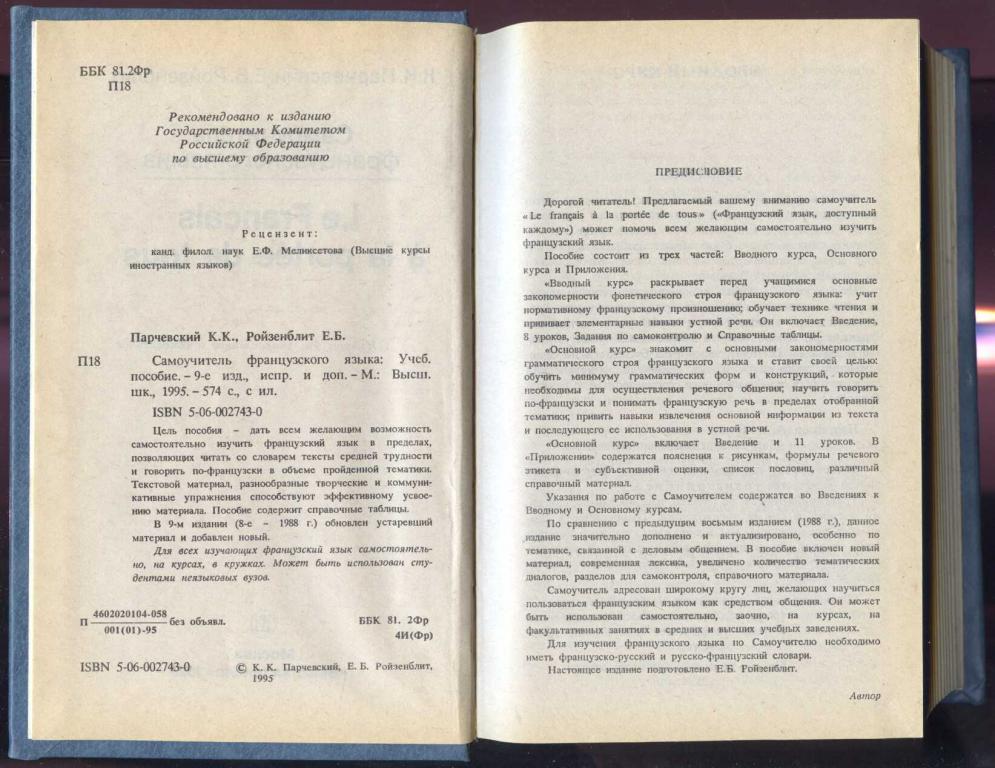 ББК 81.2Фр
П18
Рекомендовано к изданию
Государственным Комитетом
Российской Федерации
по высшему образованию
Рецензент:
канд. филол. наук Е.Ф. Меликсетова (Высшие курсы
иностранных языков)
Парчевский К.К., Ройзенблит Е.Б.
П18 Самоучитель французского языка: Учеб.
пособие. – 9-е изд., испр. и доп. – М.: Высш.
шк., 1995. – 574 с., с ил.
ISBN 5-06-002743-0
Цель пособия – дать всем желающим возможность
самостоятельно изучить французский язык в пределах,
позволяющих читать со словарем тексты средней трудности
и говорить по-французски в объеме пройденной тематики.
Текстовой материал, разнообразные творческие и коммуни-
кативные упражнения способствуют эффективному усвое-
нию материала. Пособие содержит справочные таблицы.
В 9-м издании (8-е – 1988 г.) обновлен устаревший
материал и добавлен новый.
Для всех изучающих французский язык самостоятель-
но, на курсах, в кружках. Может быть использован сту-
дентами неязыковых вузов.
П 4602020104-058 без объявл.
001(01)-95
ББК 81. 2Фр
4И(Фр)
ISBN 5-06-002743-0
© К. К. Парчевский, Е. Б. Ройзенблит,
1995
ПРЕДИСЛОВИЕ
Дорогой читатель! Предлагаемый вашему вниманию самоучитель
«Le français à la portée de tous» («Французский язык, доступный
каждому») может помочь всем желающим самостоятельно изучить
французский язык.
Пособие состоит из трех частей: Вводного курса, Основного
курса и Приложения.
«Вводный курс» раскрывает перед учащимися основные
закономерности фонетического строя французского языка: учит
нормативному французскому произношению; обучает технике чтения и
прививает элементарные навыки устной речи. Он включает Введение,
8 уроков, Задания по самоконтролю и Справочные таблицы.
«Основной курс» знакомит с основными закономерностями
грамматического строя французского языка и ставит своей целью:
обучить минимуму грамматических форм и конструкций, которые
необходимы для осуществления речевого общения; научить говорить
по-французски и понимать французскую речь в пределах отобранной
тематики; привить навыки извлечения основной информации из текста
и последующего ее использования в устной речи.
«Основной курс» включает Введение и 11 уроков. В
«Приложении» содержатся пояснения к рисункам, формулы речевого
этикета и субъективной оценки, список пословиц, различный
справочный материал.
Указания по работе с Самоучителем содержатся во Введениях к
Вводному и Основному курсам.
По сравнению с предыдущим восьмым изданием (1988 г.), данное
издание значительно дополнено и актуализировано, особенно по
тематике, связанной с деловым общением. В пособие включен новый
материал, современная лексика, увеличено количество тематических
диалогов, разделов для самоконтроля, справочного материала.
Самоучитель адресован широкому кругу лиц, желающих научиться
пользоваться французским языком как средством общения. Он может
быть использован самостоятельно, заочно, на курсах, на
факультативных занятиях в средних и высших учебных заведениях.
Для изучения французского языка по Самоучителю необходимо
иметь французско-русский и русско-французский словари.
Настоящее издание подготовлено Е.Б. Ройзенблит.
Автор